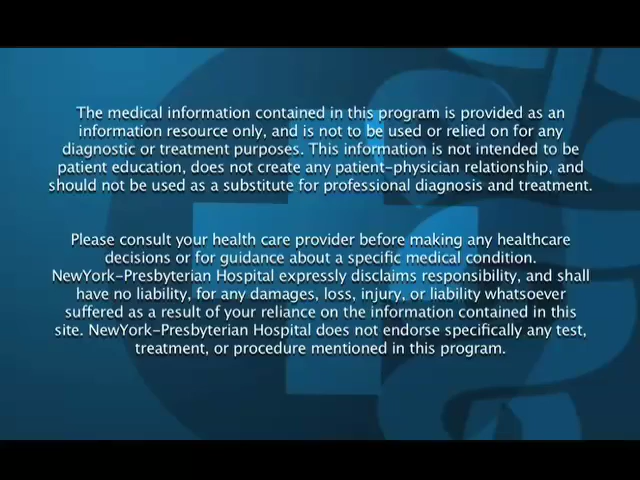 The medical information contained in this program is provided as an
information resource only, and is not to be used or relied on for any
diagnostic or treatment purposes. This information is not intended to be
patient education, does not create any patient-physician relationship, and
should not be used as a substitute for professional diagnosis and treatment.
Please consult your health care provider before making any healthcare
decisions or for guidance about a specific medical condition.
NewYork-Presbyterian Hospital expressly disclaims responsibility, and shall
have no liability, for any damages, loss, injury, or liability whatsoever
suffered as a result of your reliance on the information contained in this
site. NewYork-Presbyterian Hospital does not endorse specifically any test,
treatment, or procedure mentioned in this program.